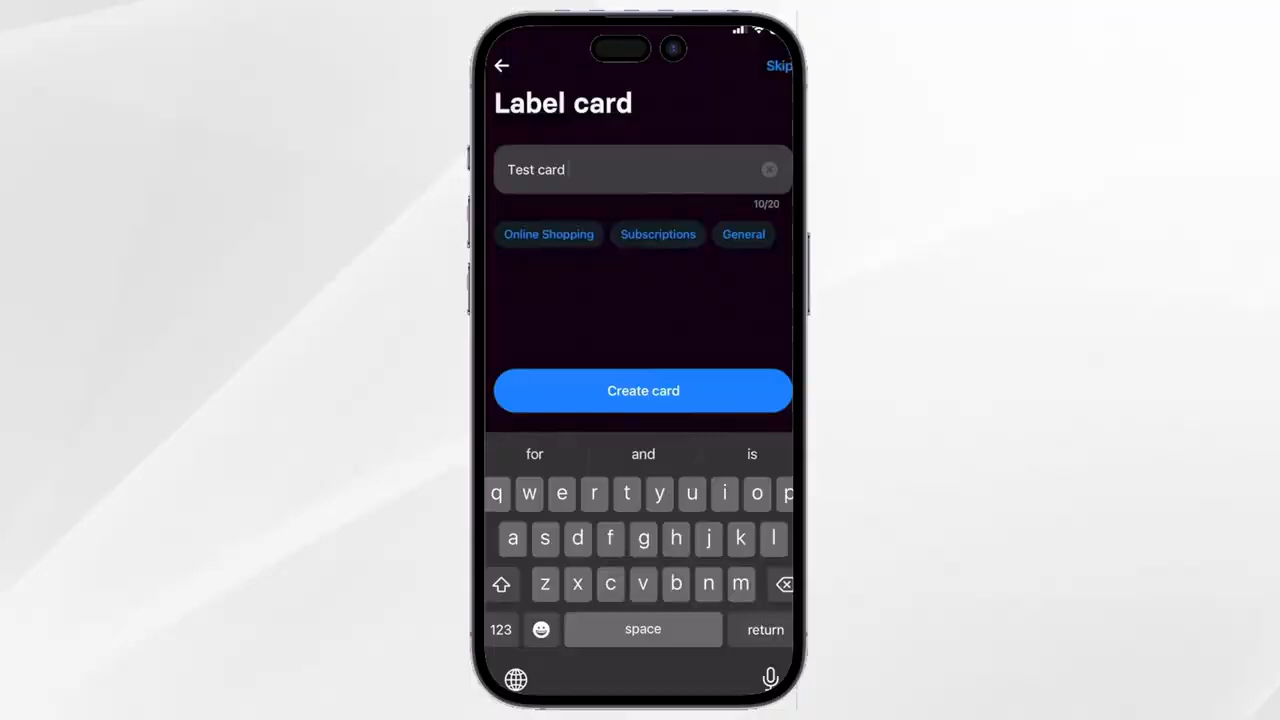 Skip
Label card
Test card
10/20
Online Shopping Subscriptions General
Create card
for and is
q w e r t y u i o p
a s d f g h j k l
z x c v b n m
123 space return